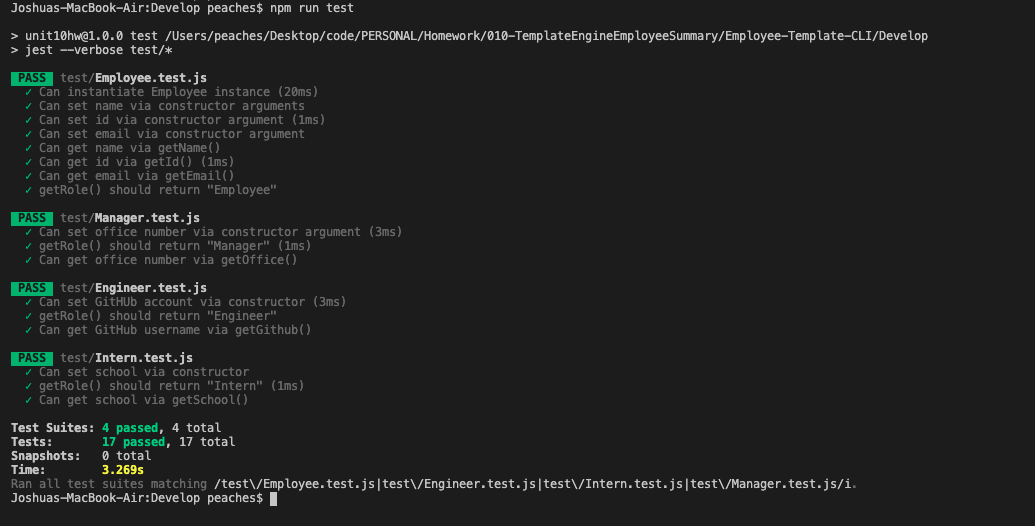 Joshuas-MacBook-Air:Develop peaches$ npm run test
> unit10hw@1.0.0 test /Users/peaches/Desktop/code/PERSONAL/Homework/010-TemplateEngineEmployeeSummary/Employee-Template-CLI/Develop
> jest --verbose test/*
PASS test/Employee.test.js
✓ Can instantiate Employee instance (20ms)
✓ Can set name via constructor arguments
✓ Can set id via constructor argument (1ms)
✓ Can set email via constructor argument
✓ Can get name via getName()
✓ Can get id via getId() (1ms)
✓ Can get email via getEmail()
✓ getRole() should return "Employee"
PASS test/Manager.test.js
✓ Can set office number via constructor argument (3ms)
✓ getRole() should return "Manager" (1ms)
✓ Can get office number via getOffice()
PASS test/Engineer.test.js
✓ Can set GitHUb account via constructor (3ms)
✓ getRole() should return "Engineer"
✓ Can get GitHub username via getGithub()
PASS test/Intern.test.js
✓ Can set school via constructor
✓ getRole() should return "Intern" (1ms)
✓ Can get school via getSchool()
Test Suites: 4 passed, 4 total
Tests: 17 passed, 17 total
Snapshots: 0 total
Time: 3.269s
Ran all test suites matching /test\/Employee.test.js|test\/Engineer.test.js|test\/Intern.test.js|test\/Manager.test.js/i.
Joshuas-MacBook-Air:Develop peaches$